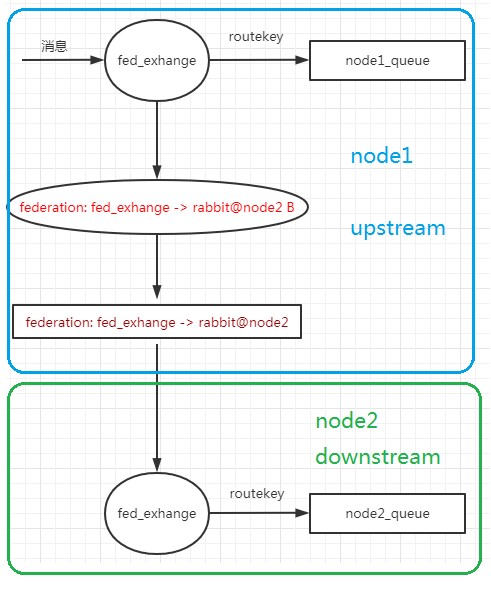 消息
fed_exhange
routekey
node1_queue
node1
federation: fed_exhange -> rabbit@node2 B
upstream
federation: fed_exhange -> rabbit@node2
node2
downstream
fed_exhange
routekey
node2_queue